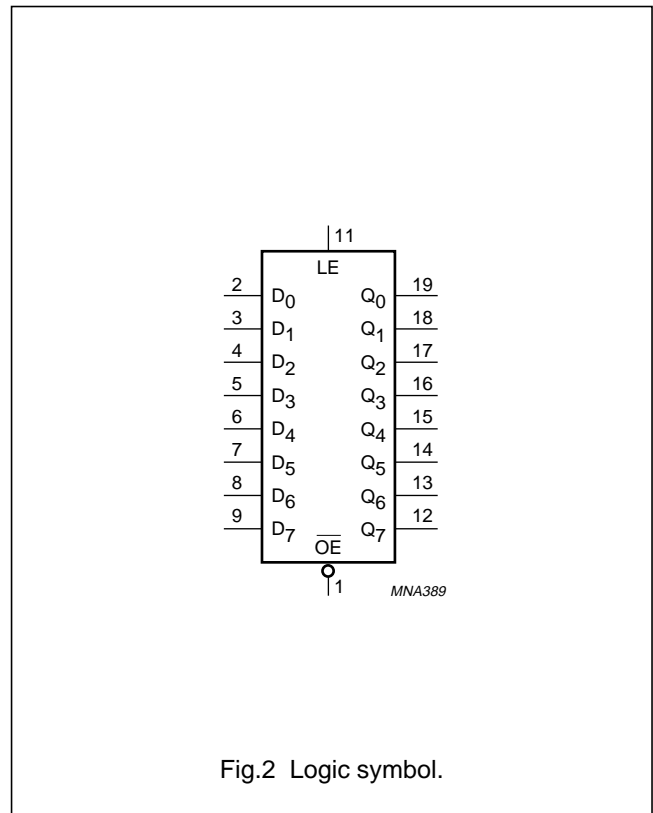 11
LE
2 D0 Q0 19
3 D1 Q1 18
4 D2 Q2 17
5 D3 Q3 16
6 D4 Q4 15
7 D5 Q5 14
8 D6 Q6 13
9 D7 Q7 12
O̅E̅
1 MNA389
Fig.2 Logic symbol.